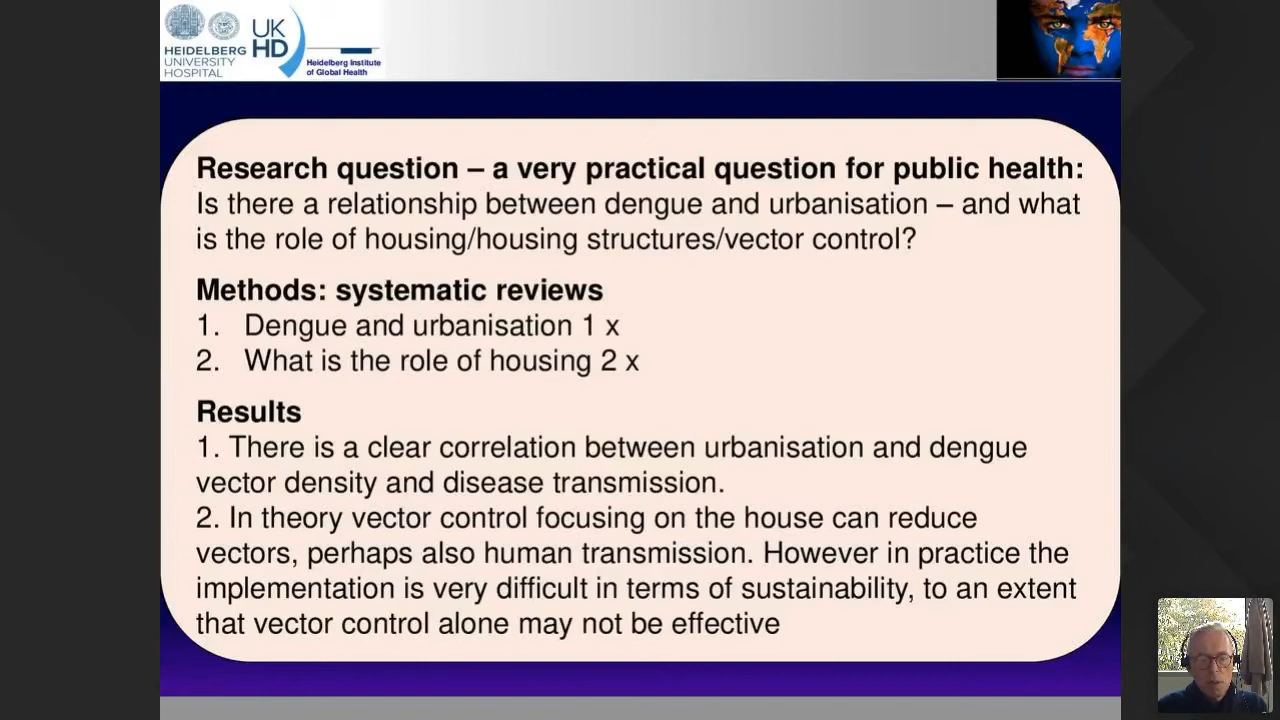 HEIDELBERG
UNIVERSITY
HOSPITAL
UK
HD
Heidelberg Institute
of Global Health
Research question – a very practical question for public health:
Is there a relationship between dengue and urbanisation – and what
is the role of housing/housing structures/vector control?
Methods: systematic reviews
1. Dengue and urbanisation 1 x
2. What is the role of housing 2 x
Results
1. There is a clear correlation between urbanisation and dengue
vector density and disease transmission.
2. In theory vector control focusing on the house can reduce
vectors, perhaps also human transmission. However in practice the
implementation is very difficult in terms of sustainability, to an extent
that vector control alone may not be effective